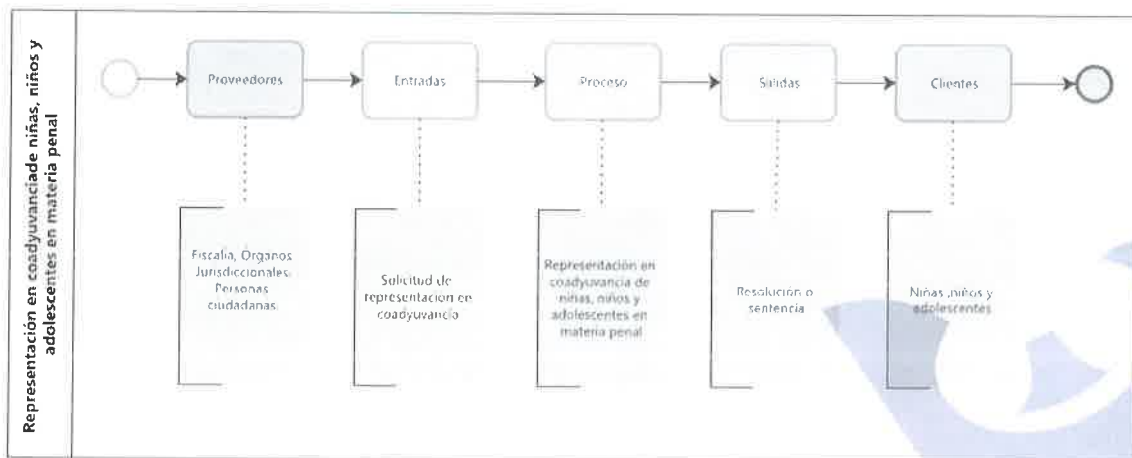 Representación en coadyuvanciade niñas, niños y
adolescentes en materia penal
Proveedores
Entradas
Proceso
Salidas
Clientes
Fiscalía, Órganos
Jurisdiccionales,
Personas
ciudadanas.
Solicitud de
representación en
coadyuvancia
Representación en
coadyuvancia de
niñas, niños y
adolescentes en
materia penal
Resolución o
sentencia
Niñas ,niños y
adolescentes